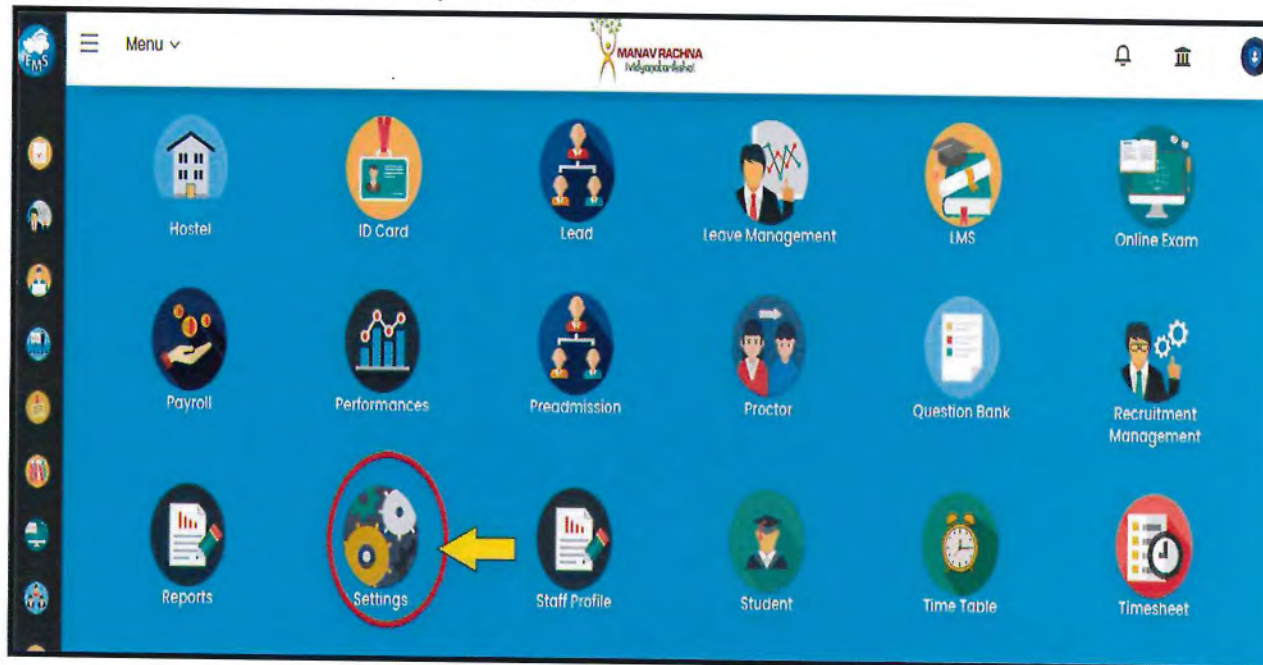 EMS
Menu
MANAV RACHNA
Hostel
ID Card
Lead
Leave Management
LMS
Online Exam
Payroll
Performances
Preadmission
Proctor
Question Bank
Recruitment
Management
Reports
Settings
Staff Profile
Student
Time Table
Timesheet